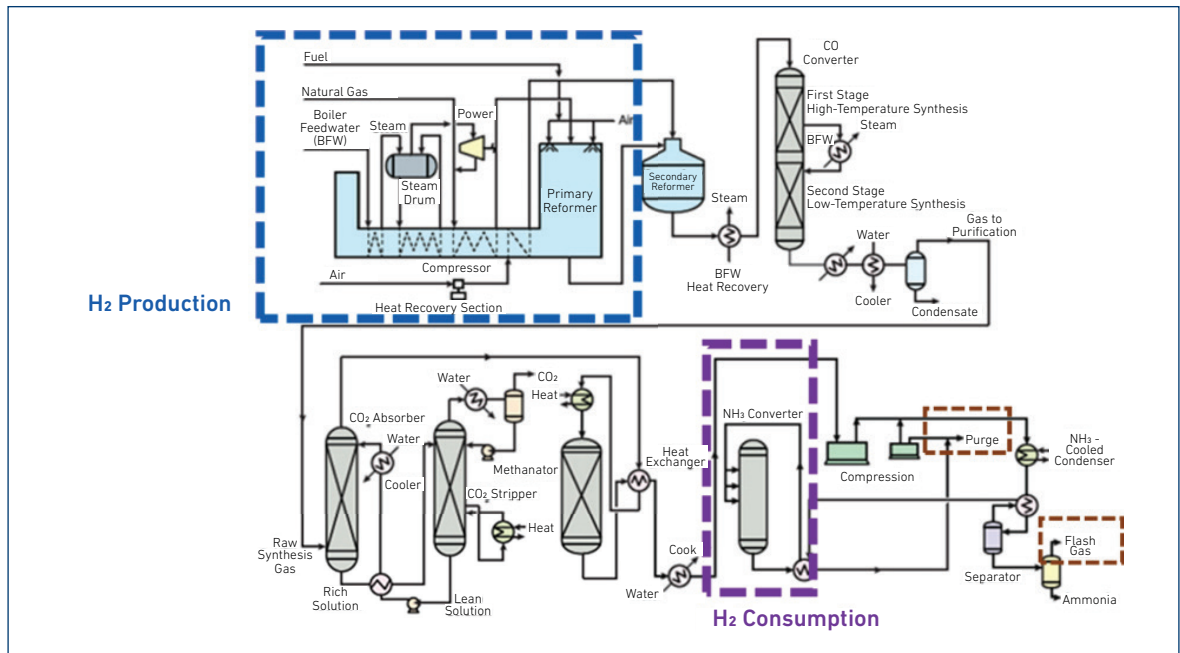 Fuel
Natural Gas
Boiler
Feedwater
(BFW)
Steam
Power
Air
Steam
Drum
Primary
Reformer
Compressor
Air
Heat Recovery Section
H₂ Production
Secondary
Reformer
Steam
BFW
Heat Recovery
CO
Converter
First Stage
High-Temperature Synthesis
Steam
BFW
Second Stage
Low-Temperature Synthesis
Water
Cooler
Gas to
Purification
Condensate
CO₂ Absorber
Water
Cooler
Raw
Synthesis
Gas
Rich
Solution
Lean
Solution
Water
CO₂
CO₂ Stripper
Heat
Methanator
Heat
Heat
Exchanger
Cook
Water
NH₃ Converter
H₂ Consumption
Compression
Purge
NH₃ -
Cooled
Condenser
Separator
Flash
Gas
Ammonia